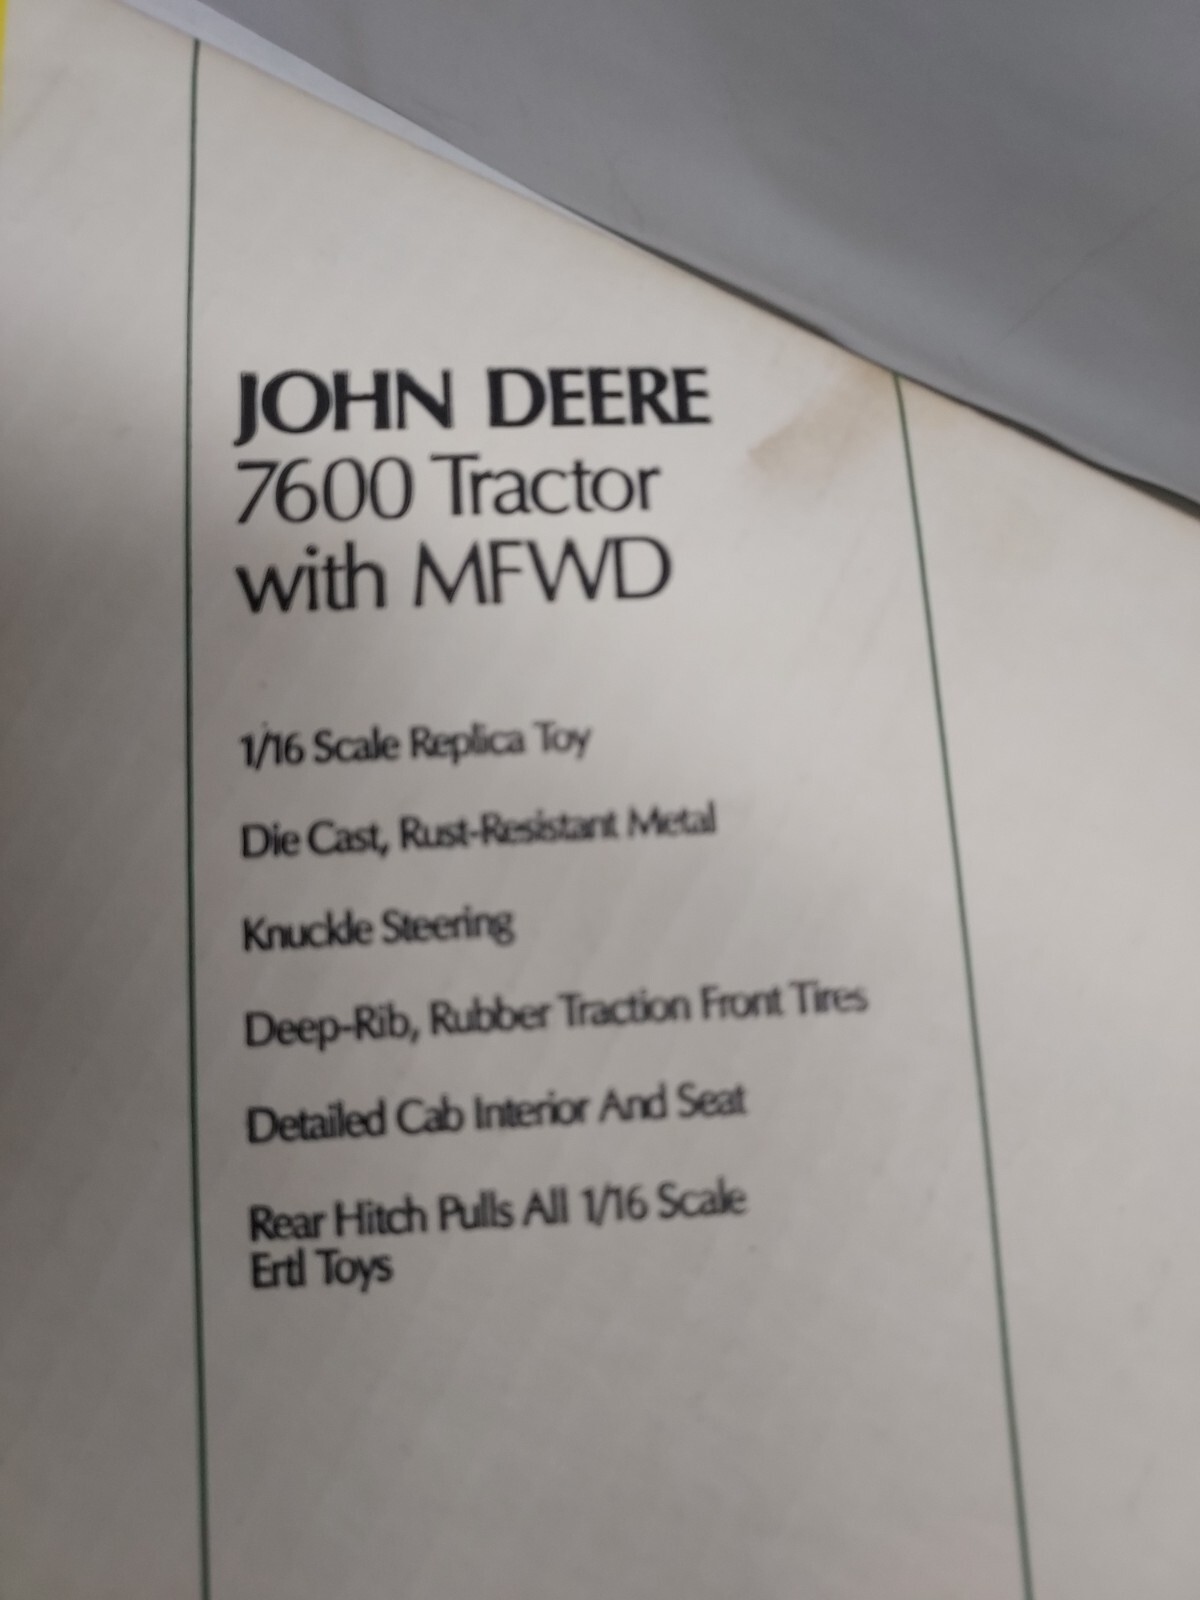 JOHN DEERE
7600 Tractor
with MFWD
1/16 Scale Replica Toy
Die Cast, Rust-Resistant Metal
Knuckle Steering
Deep-Rib, Rubber Traction Front Tires
Detailed Cab Interior And Seat
Rear Hitch Pulls All 1/16 Scale
Ertl Toys